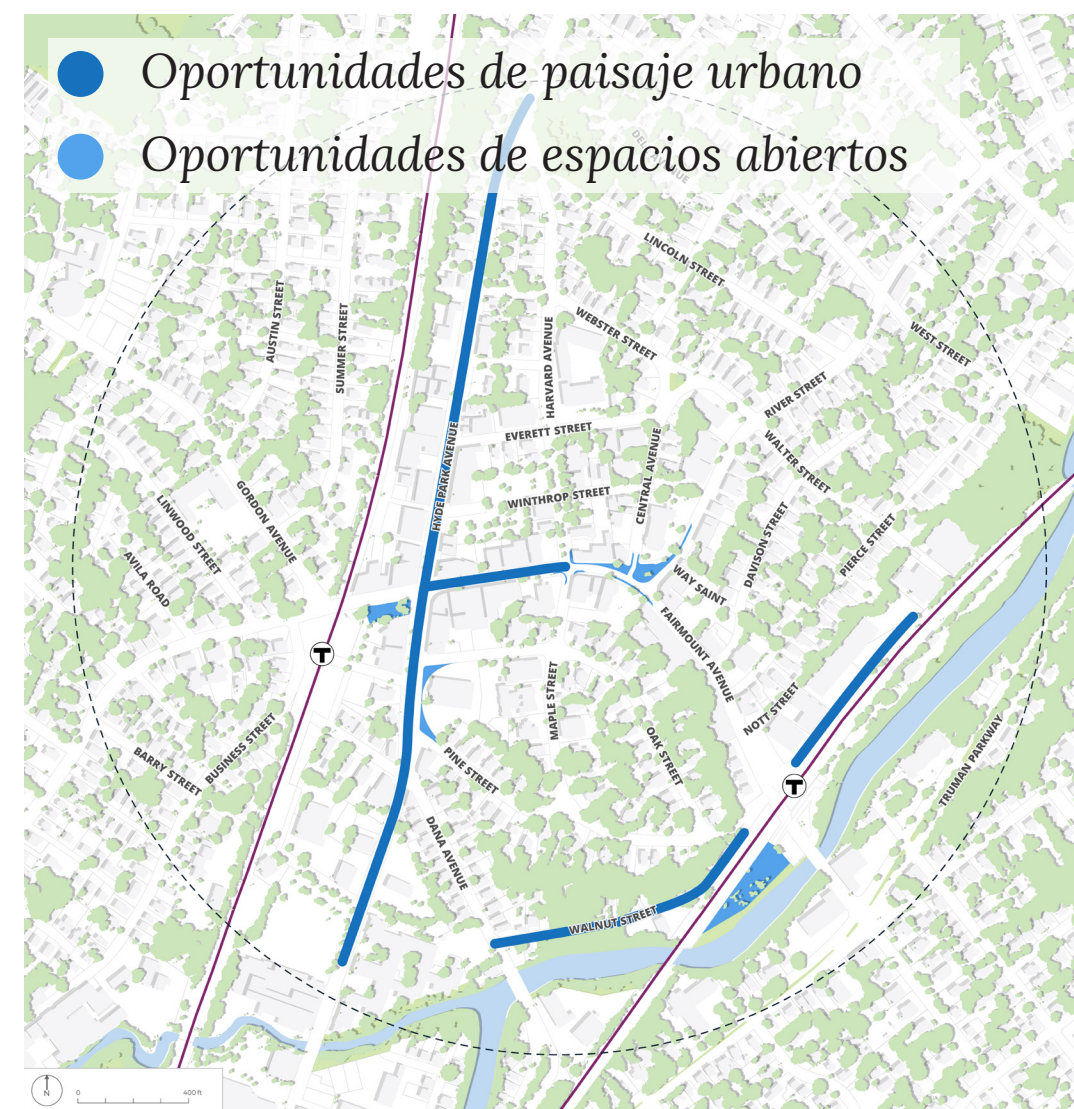 Oportunidades de paisaje urbano
Oportunidades de espacios abiertos
LINCOLN STREET
WEBSTER STREET
WEST STREET
AUSTIN STREET
SUMMER STREET
HARVARD AVENUE
RIVER STREET
EVERETT STREET
WALTER STREET
HYDE PARK AVENUE
CENTRAL AVENUE
WINTHROP STREET
GORDON AVENUE
LINWOOD STREET
DAVISON STREET
PIERCE STREET
AVILA ROAD
WAY SAINT
FAIRMOUNT AVENUE
T
MAPLE STREET
NOTT STREET
BUSINESS STREET
BARRY STREET
PINE STREET
OAK STREET
TRUMAN PARKWAY
T
DANA AVENUE
WALNUT STREET
N
0 400 ft